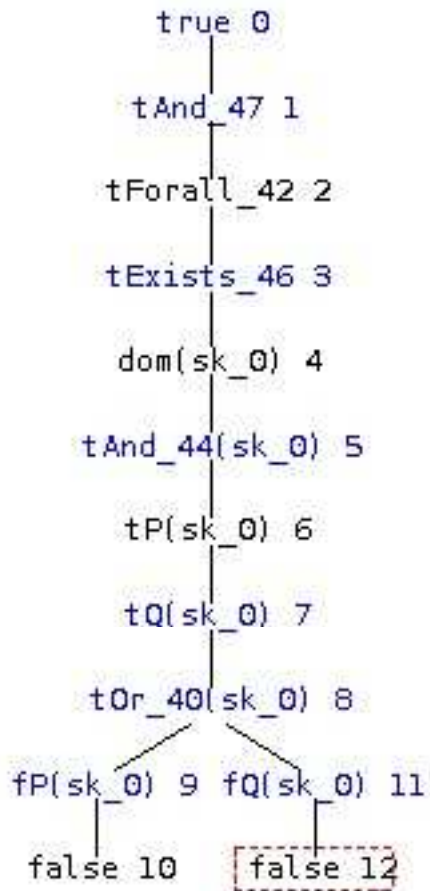 true 0
tAnd_47 1
tForall_42 2
tExists_46 3
dom(sk_0) 4
tAnd_44(sk_0) 5
tP(sk_0) 6
tQ(sk_0) 7
tOr_40(sk_0) 8
fP(sk_0) 9 fQ(sk_0) 11
false 10 false 12